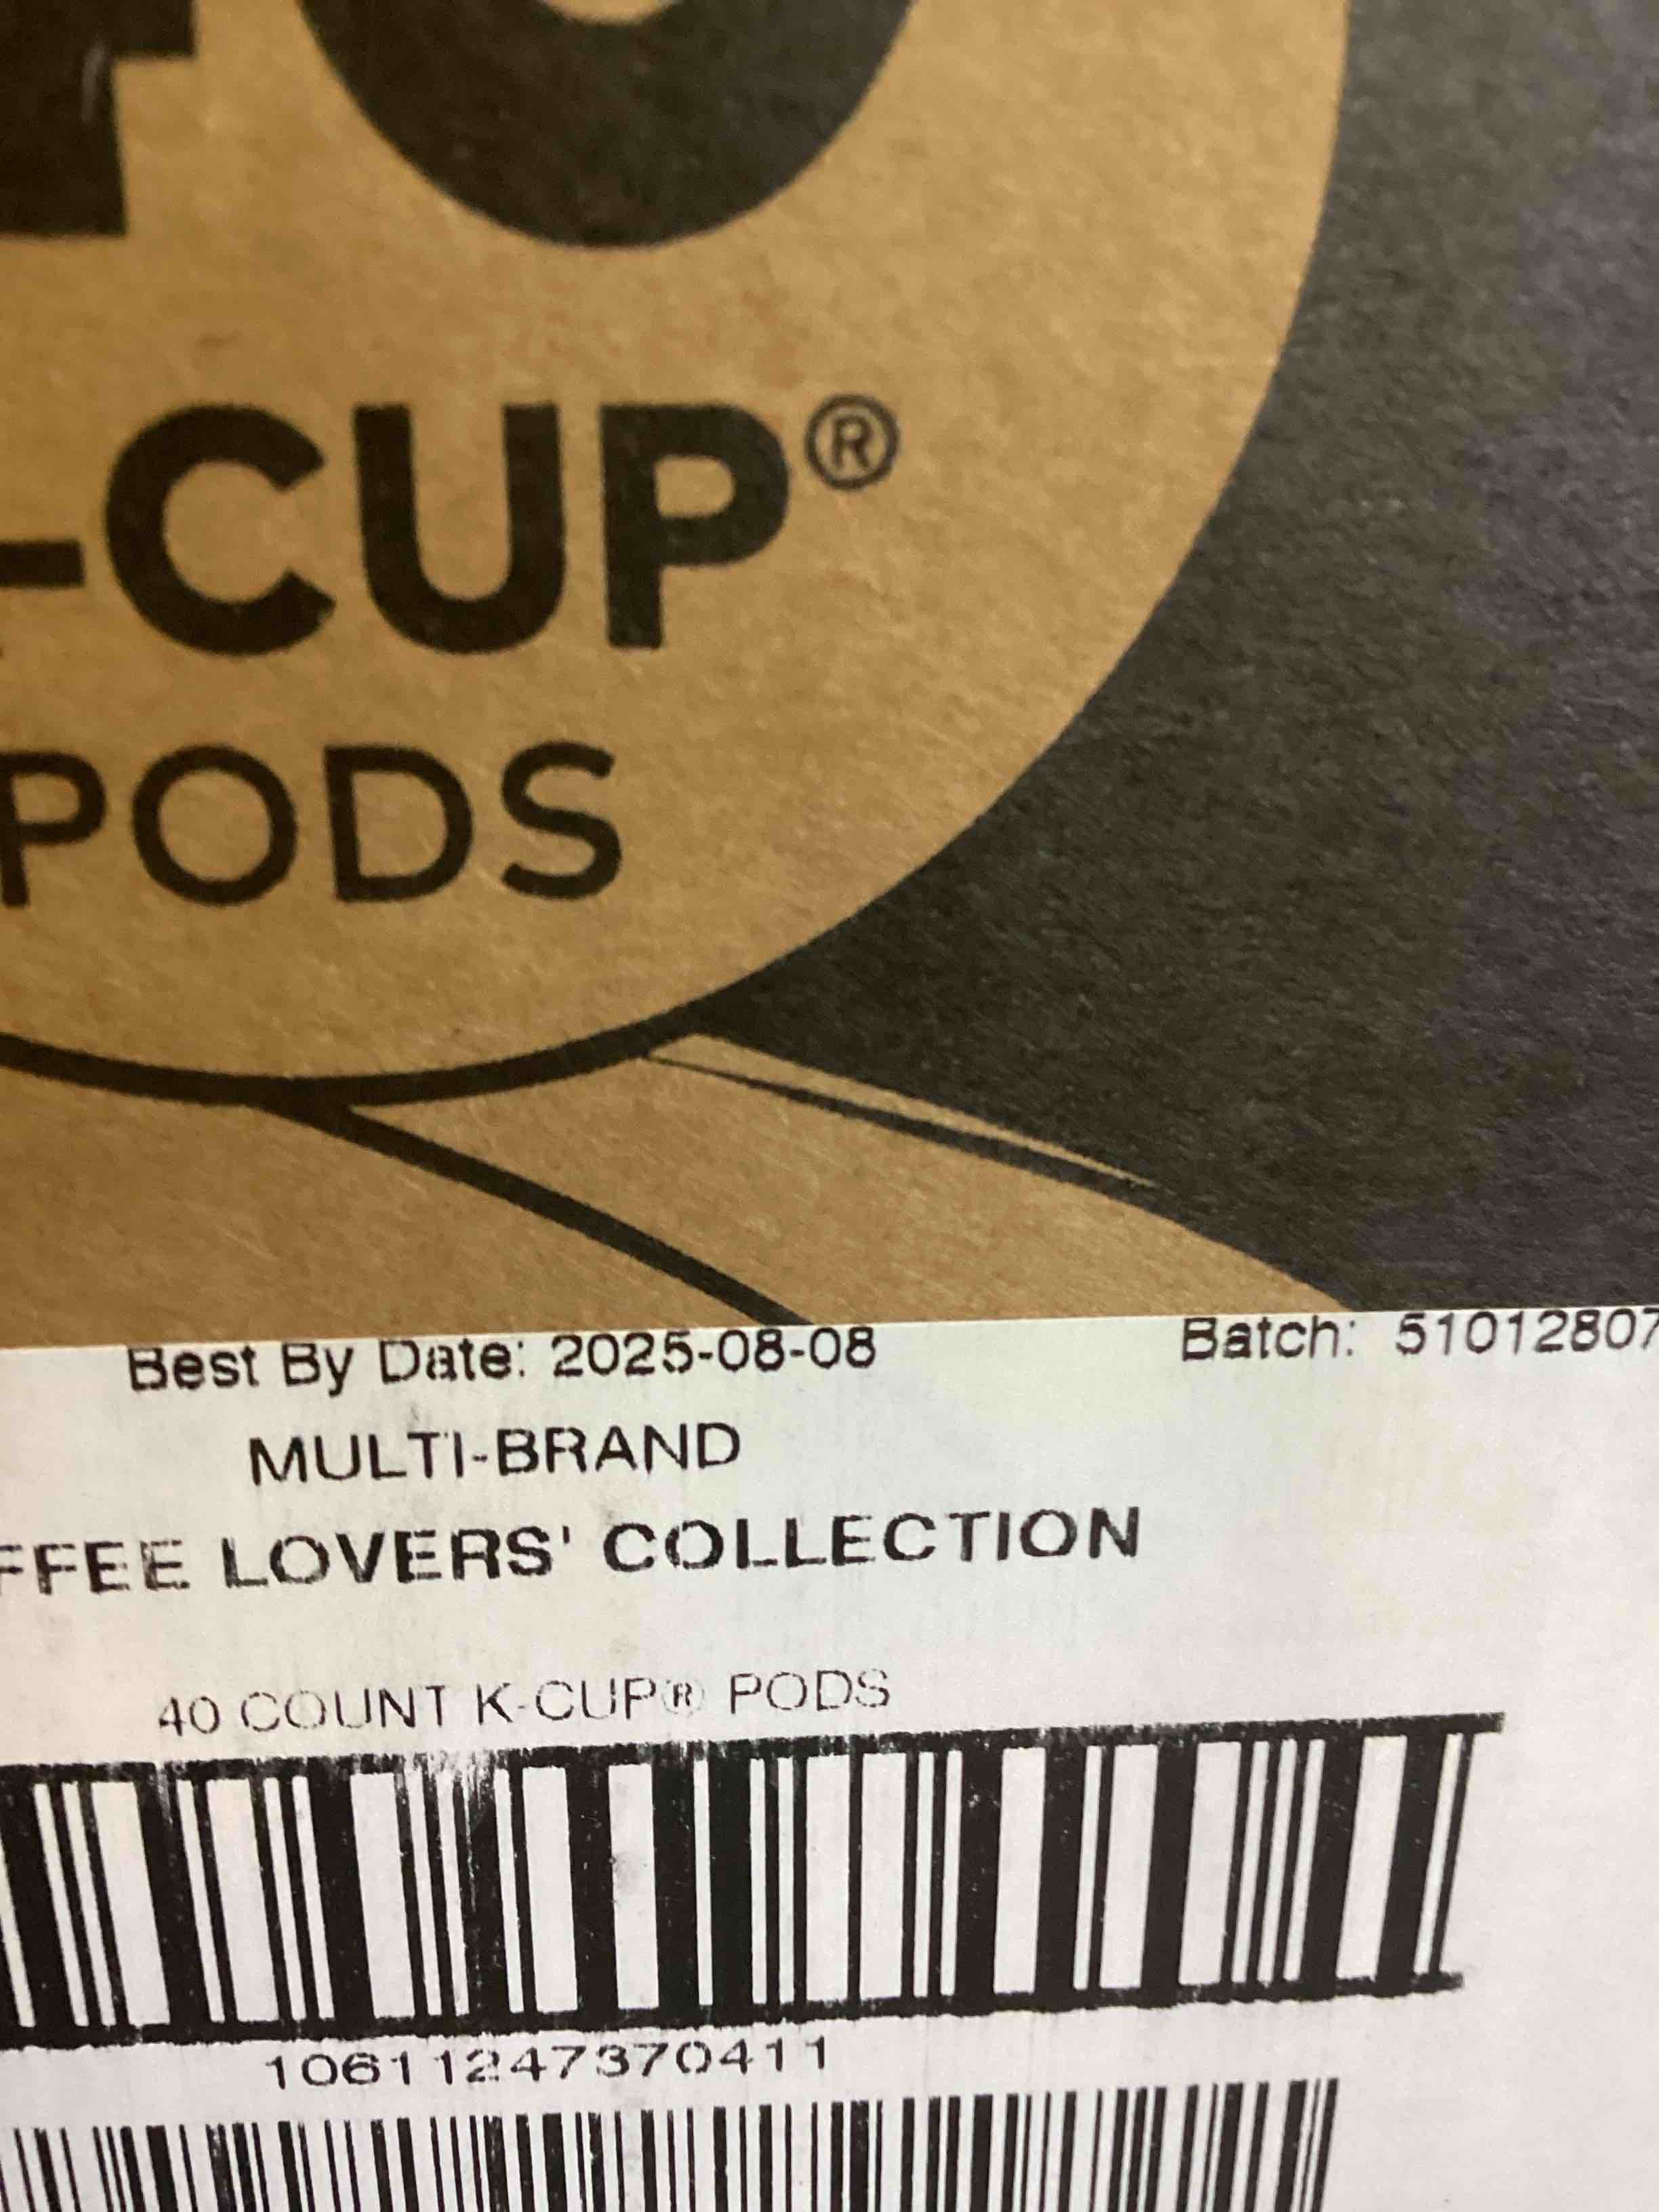 40
-CUP®
PODS
Best By Date: 2025-08-08 Batch: 51012807
MULTI-BRAND
FFEE LOVERS' COLLECTION
40 COUNT K-CUP® PODS
10611247370411